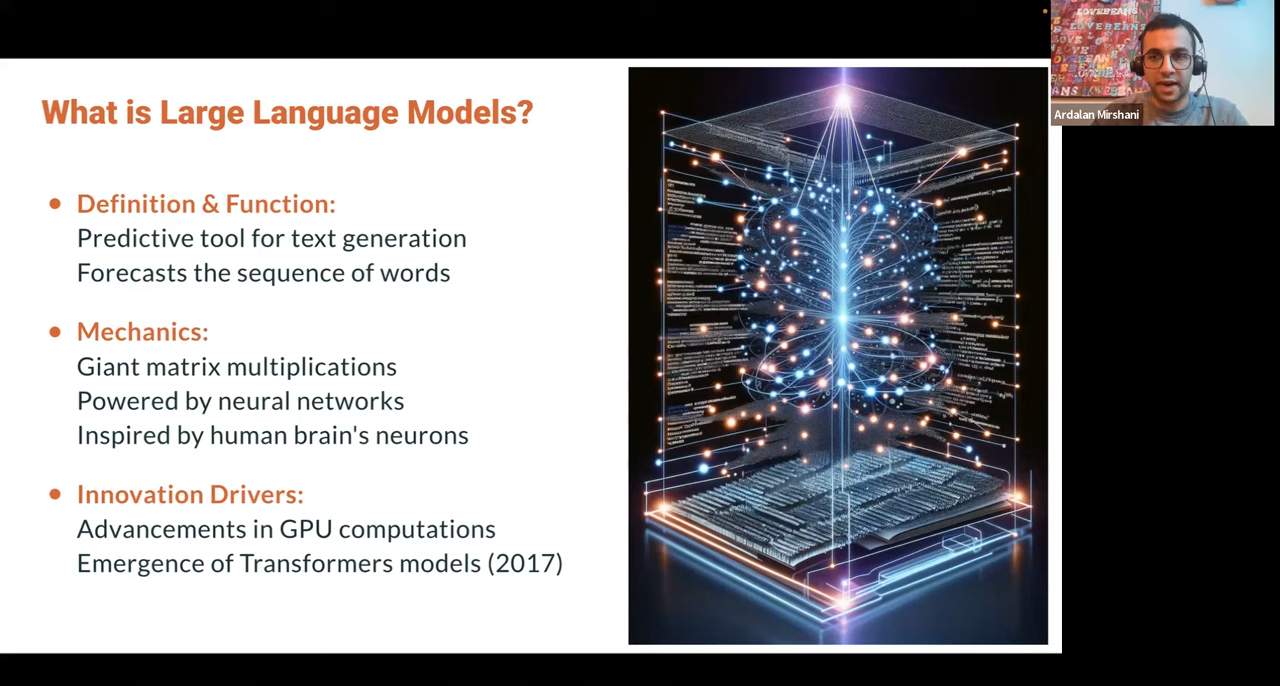 What is Large Language Models?
• Definition & Function:
Predictive tool for text generation
Forecasts the sequence of words
• Mechanics:
Giant matrix multiplications
Powered by neural networks
Inspired by human brain's neurons
• Innovation Drivers:
Advancements in GPU computations
Emergence of Transformers models (2017)
LOVEBEANS
Ardalan Mirshani